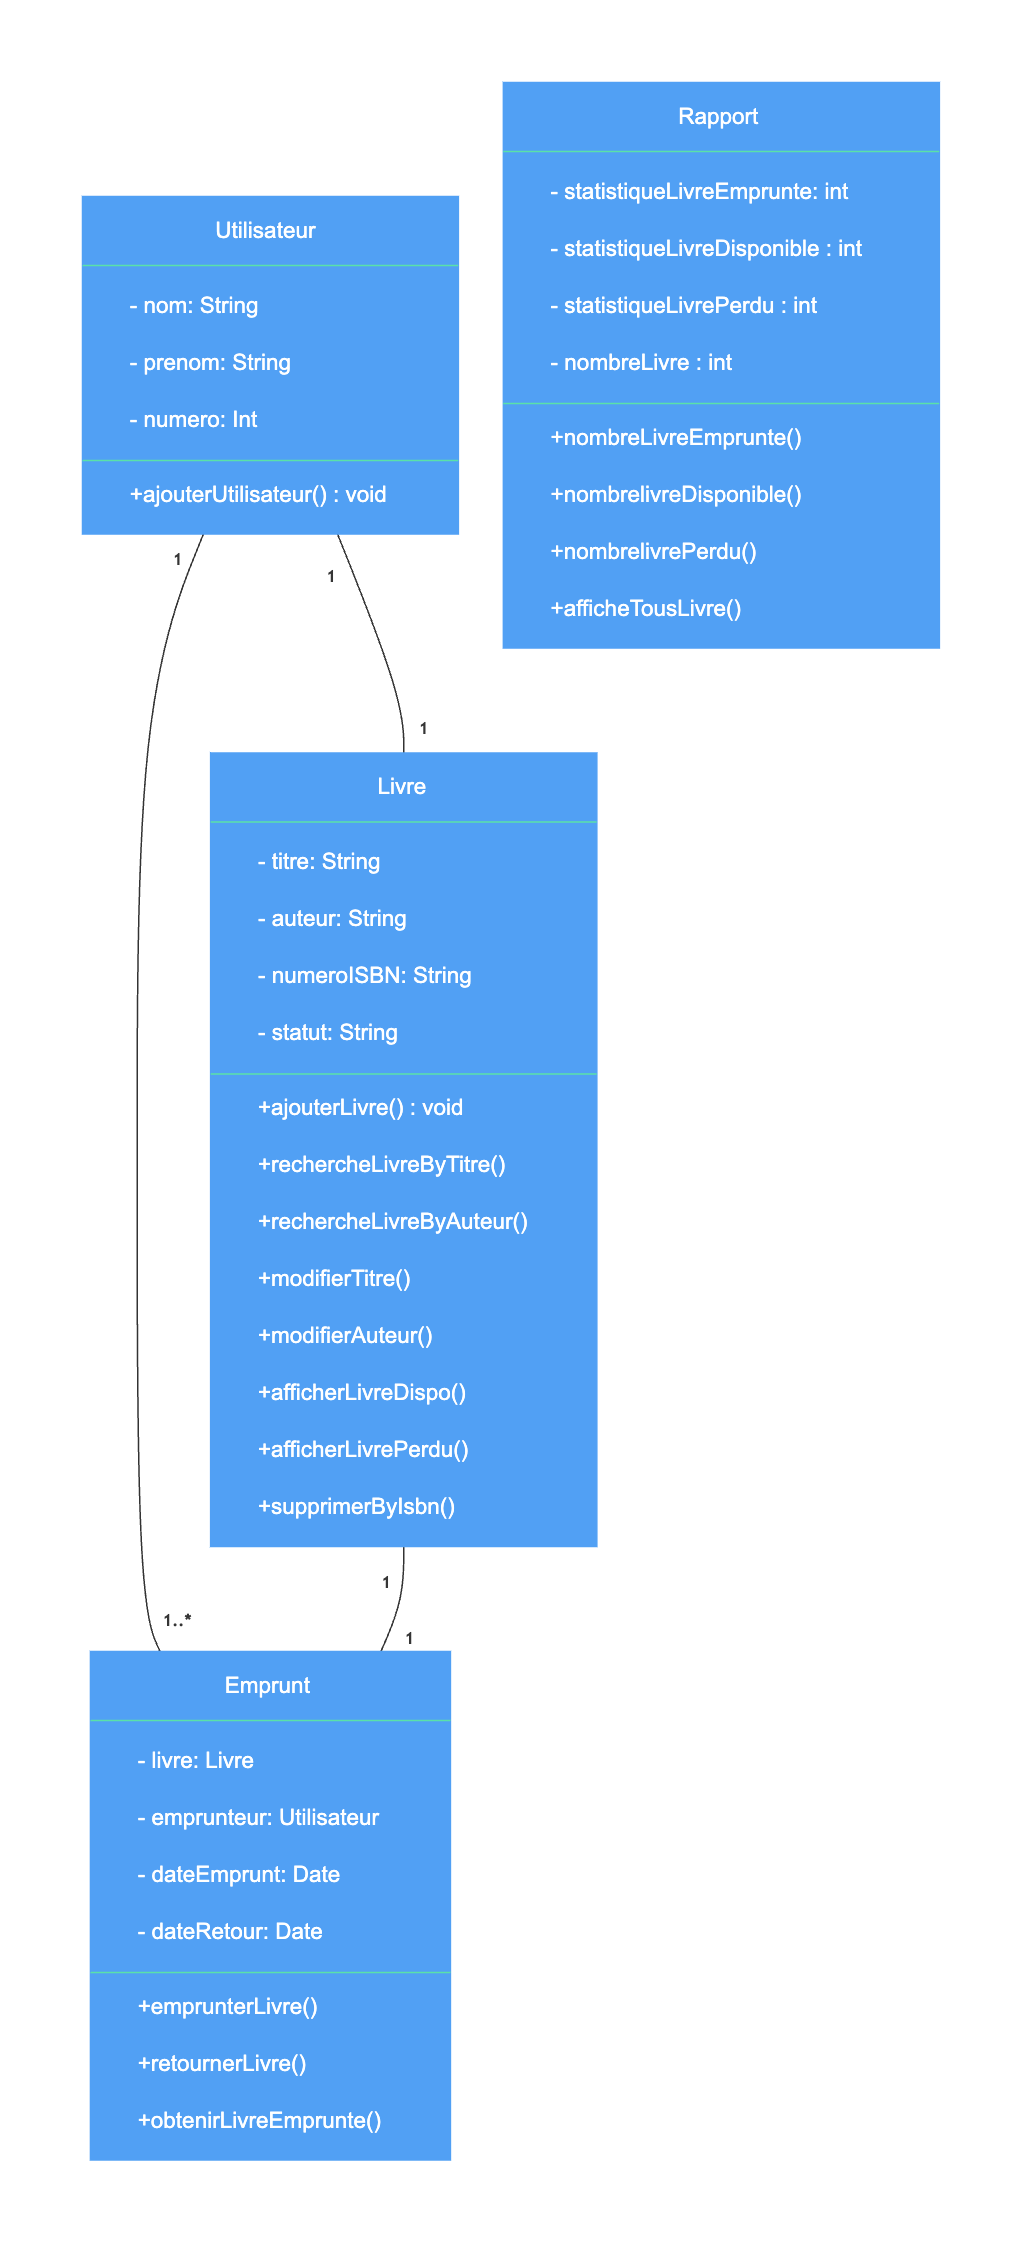 Rapport
- statistiqueLivreEmprunte: int
- statistiqueLivreDisponible : int
- statistiqueLivrePerdu : int
- nombreLivre : int
+nombreLivreEmprunte()
+nombrelivreDisponible()
+nombrelivrePerdu()
+afficheTousLivre()
Utilisateur
- nom: String
- prenom: String
- numero: Int
+ajouterUtilisateur() : void
1
1
1
Livre
- titre: String
- auteur: String
- numeroISBN: String
- statut: String
+ajouterLivre() : void
+rechercheLivreByTitre()
+rechercheLivreByAuteur()
+modifierTitre()
+modifierAuteur()
+afficherLivreDispo()
+afficherLivrePerdu()
+supprimerByIsbn()
1
1..*
1
Emprunt
- livre: Livre
- emprunteur: Utilisateur
- dateEmprunt: Date
- dateRetour: Date
+emprunterLivre()
+retournerLivre()
+obtenirLivreEmprunte()